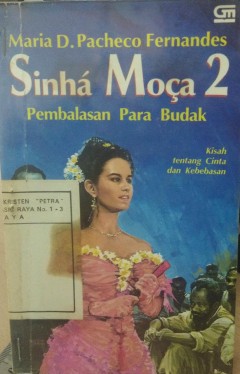 GM
Maria D. Pacheco Fernandes
Sinhá Moça 2
Pembalasan Para Budak
Kisah
tentang Cinta
dan Kebebasan
KRISTEN "PETRA"
RAYA No. 1 - 3
A Y A